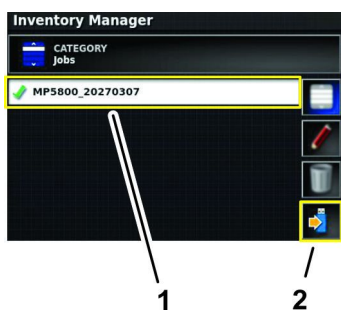 Inventory Manager
CATEGORY
Jobs
MP5800_20270307
1
2